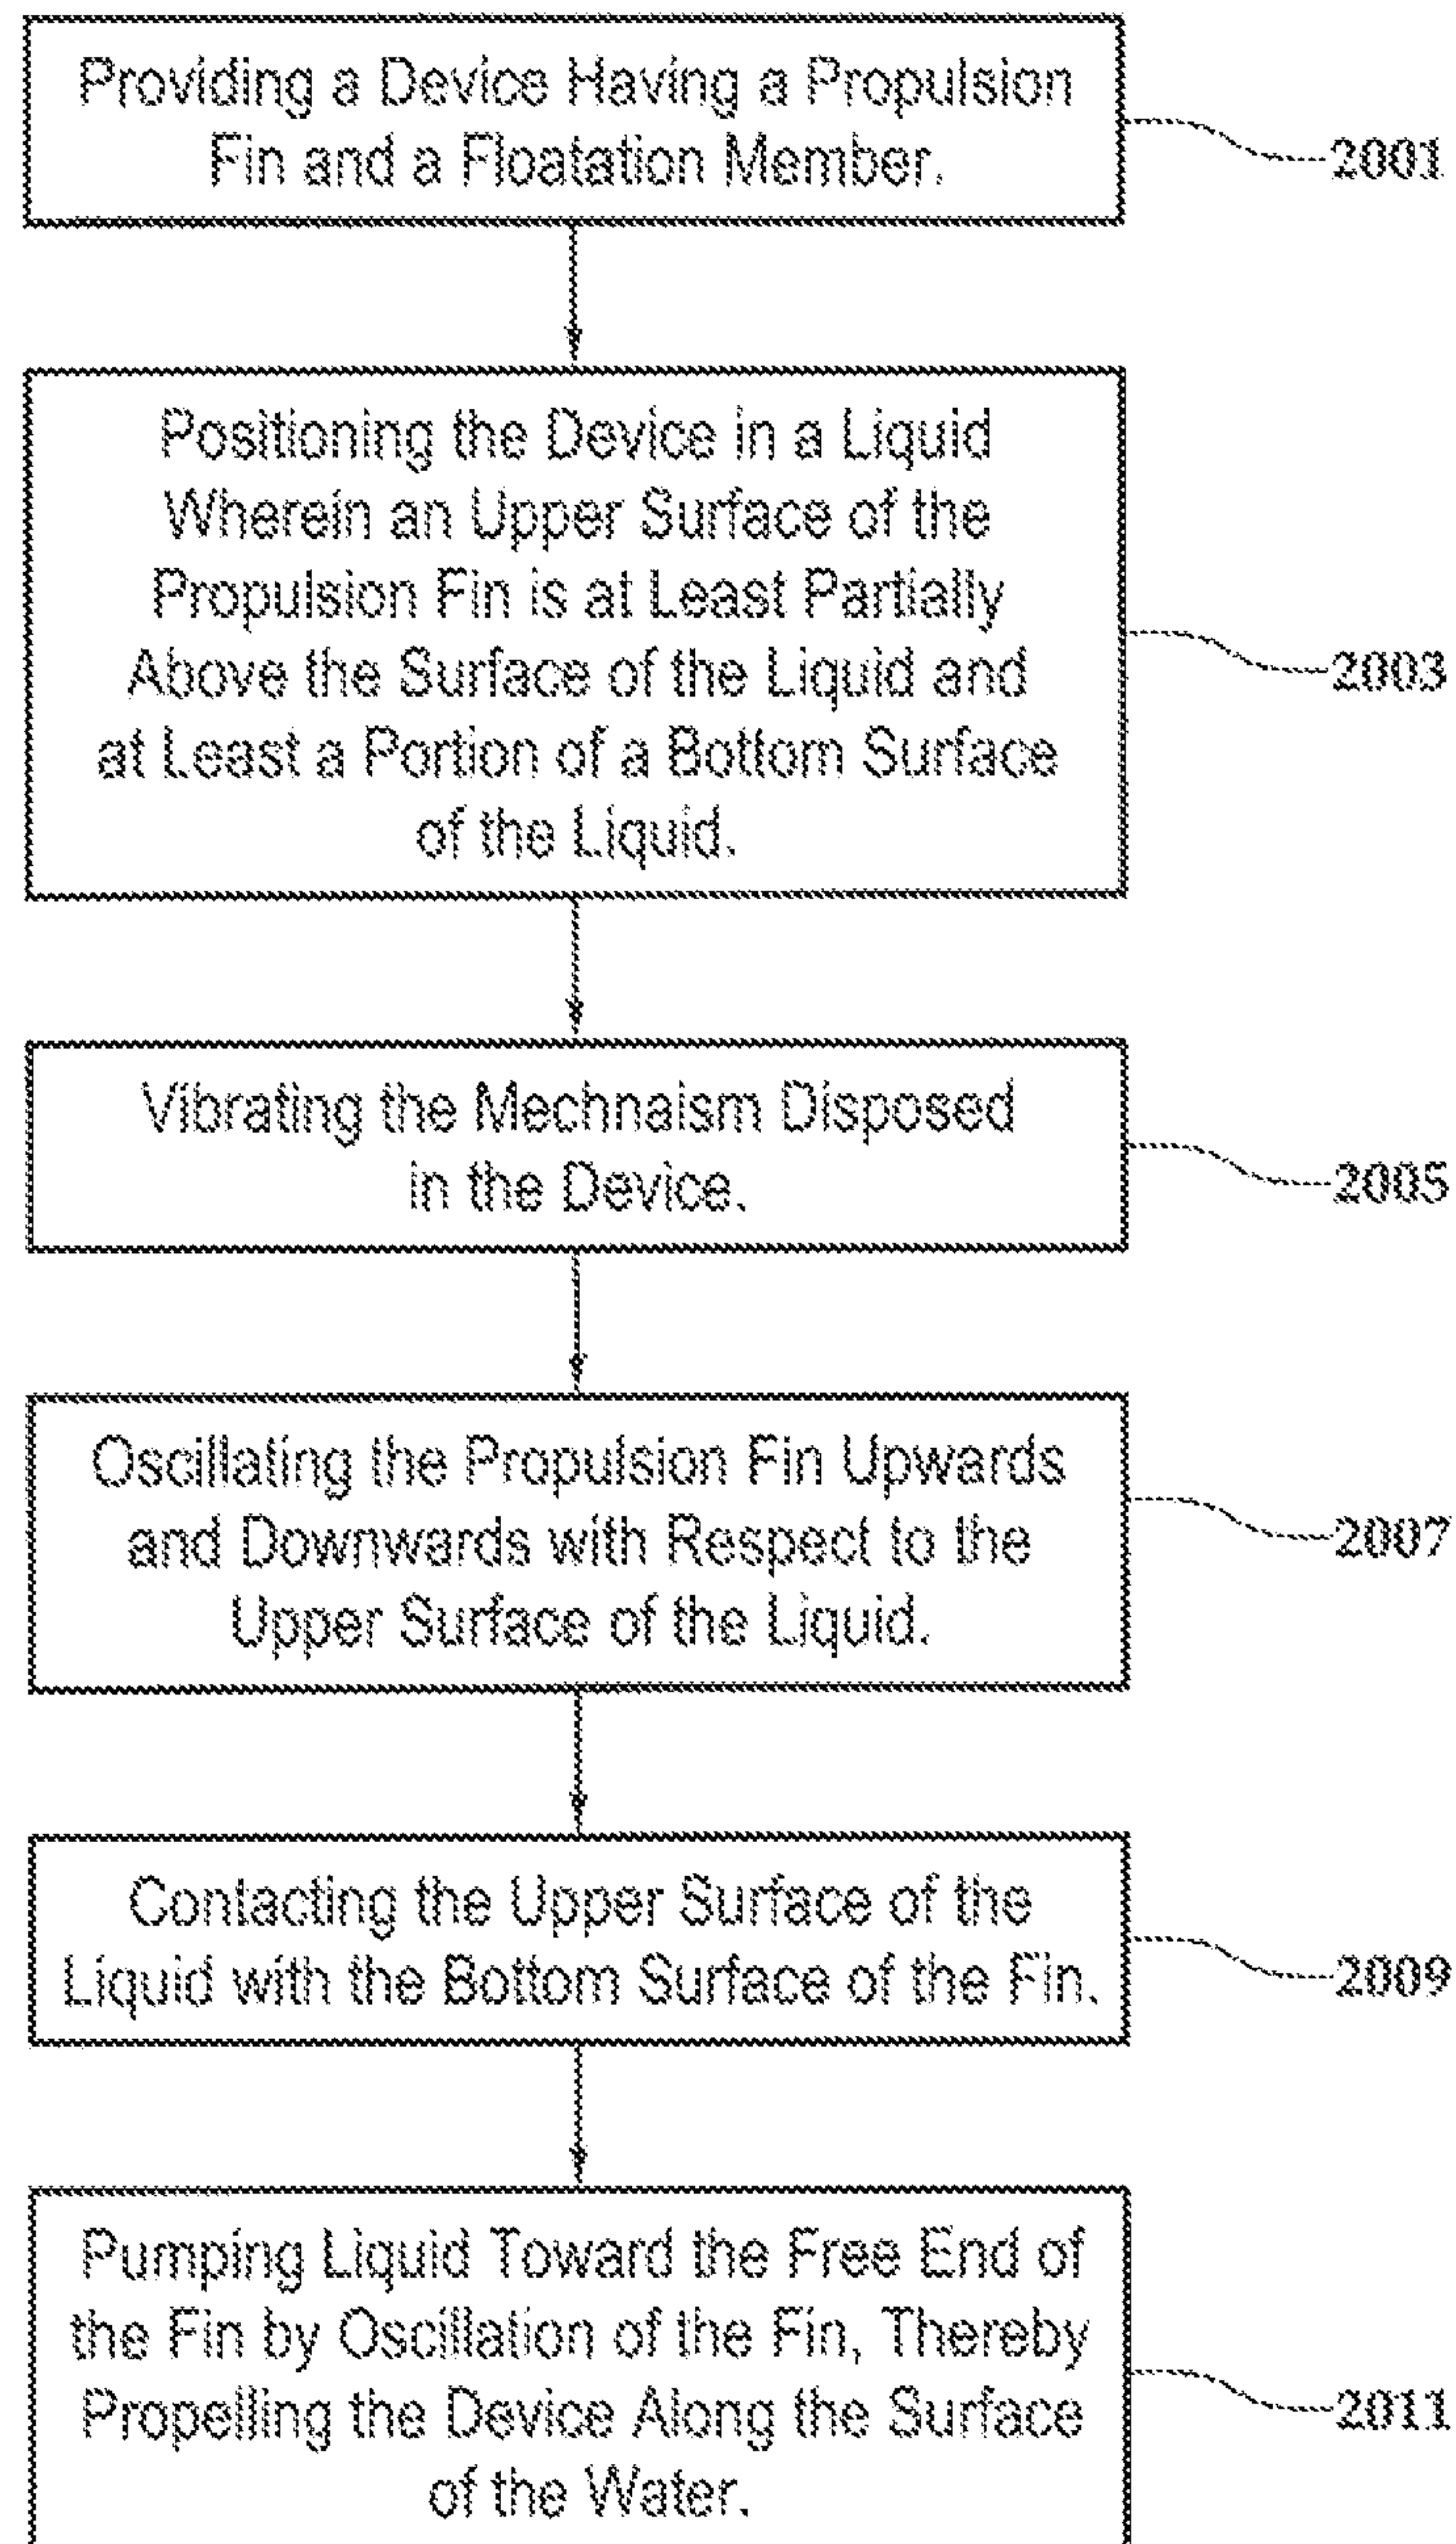 Providing a Device Having a Propulsion
Fin and a Floatation Member.
2001
Positioning the Device in a Liquid
Wherein an Upper Surface of the
Propulsion Fin is at Least Partially
Above the Surface of the Liquid and
at Least a Portion of a Bottom Surface
of the Liquid.
2003
Vibrating the Mechnaism Disposed
in the Device.
2005
Oscillating the Propulsion Fin Upwards
and Downwards with Respect to the
Upper Surface of the Liquid.
2007
Contacting the Upper Surface of the
Liquid with the Bottom Surface of the Fin.
2009
Pumping Liquid Toward the Free End of
the Fin by Oscillation of the Fin, Thereby
Propelling the Device Along the Surface
of the Water.
2011